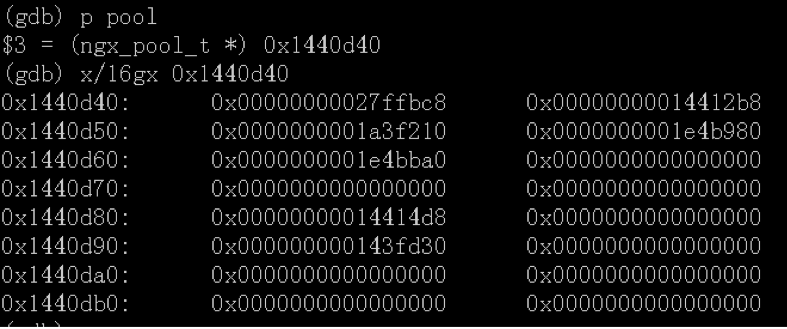 (gdb) p pool
$3 = (ngx_pool_t *) 0x1440d40
(gdb) x/16gx 0x1440d40
0x1440d40: 0x00000000027ffbc8 0x00000000014412b8
0x1440d50: 0x0000000001a3f210 0x0000000001e4b980
0x1440d60: 0x0000000001e4bba0 0x0000000000000000
0x1440d70: 0x0000000000000000 0x0000000000000000
0x1440d80: 0x00000000014414d8 0x0000000000000000
0x1440d90: 0x000000000143fd30 0x0000000000000000
0x1440da0: 0x0000000000000000 0x0000000000000000
0x1440db0: 0x0000000000000000 0x0000000000000000